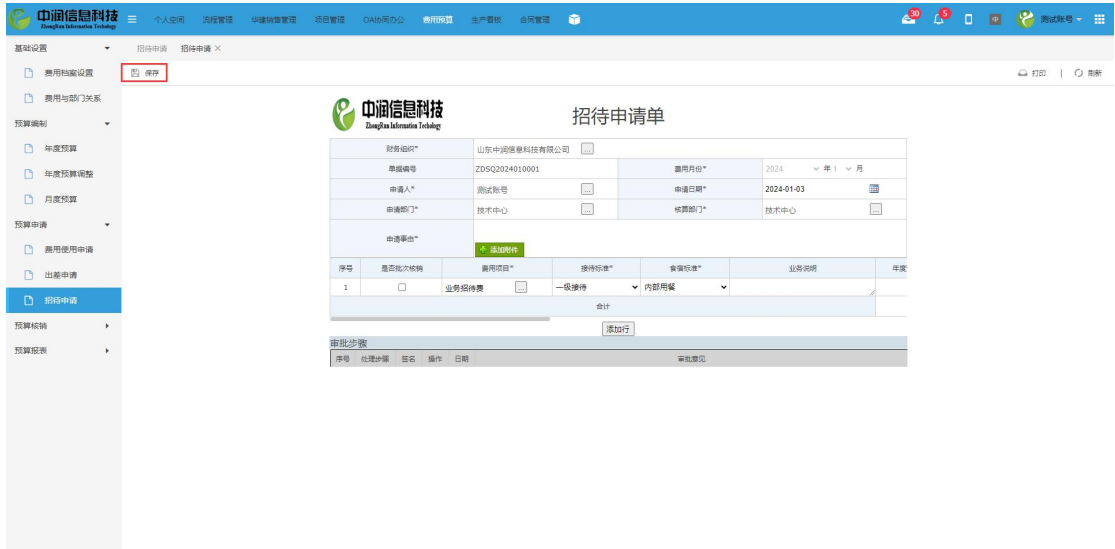 中润信息科技
ZhongRun Information Techology
个人空间 流程管理 华建销售管理 项目管理 OA协同办公 费用预算 生产看板 合同管理
30 5 中 测试账号
基础设置
费用档案设置
费用与部门关系
预算编制
年度预算
年度预算调整
月度预算
预算申请
费用使用申请
出差申请
招待申请
预算核销
预算报表
招待申请 招待申请 ×
保存 打印 | 刷新
中润信息科技
ZhongRun Information Techology
招待申请单
财务组织* 山东中润信息科技有限公司 ...
单据编号 ZDSQ2024010001 费用月份* 2024 年 1 月
申请人* 测试账号 ... 申请日期* 2024-01-03
申请部门* 技术中心 ... 核算部门* 技术中心 ...
申请事由*
添加附件
序号 是否批次核销 费用项目* 接待标准* 食宿标准* 业务说明 年度
1 业务招待费 ... 一级接待 内部用餐
合计
添加行
审批步骤
序号 处理步骤 签名 操作 日期 审批意见